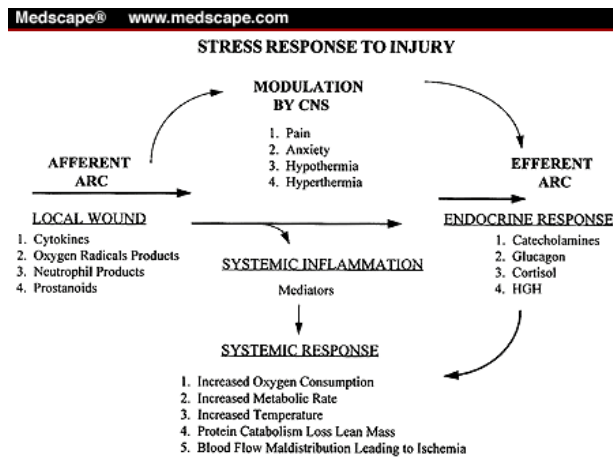 Medscape® www.medscape.com
STRESS RESPONSE TO INJURY
MODULATION
BY CNS
1. Pain
2. Anxiety
3. Hypothermia
4. Hyperthermia
AFFERENT
ARC
EFFERENT
ARC
LOCAL WOUND
1. Cytokines
2. Oxygen Radicals Products
3. Neutrophil Products
4. Prostanoids
ENDOCRINE RESPONSE
1. Catecholamines
2. Glucagon
3. Cortisol
4. HGH
SYSTEMIC INFLAMMATION
Mediators
SYSTEMIC RESPONSE
1. Increased Oxygen Consumption
2. Increased Metabolic Rate
3. Increased Temperature
4. Protein Catabolism Loss Lean Mass
5. Blood Flow Maldistribution Leading to Ischemia